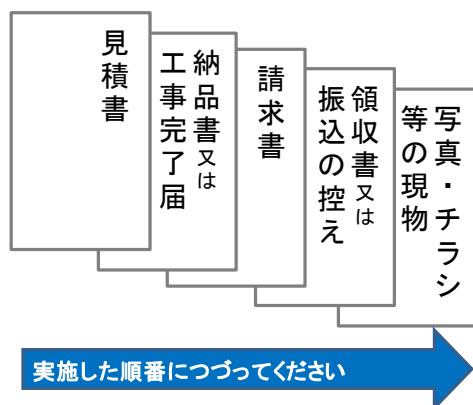 見積書
納品書又は
工事完了届
請求書
領収書又は
振込の控え
写真・チラシ
等の現物
実施した順番につづってください